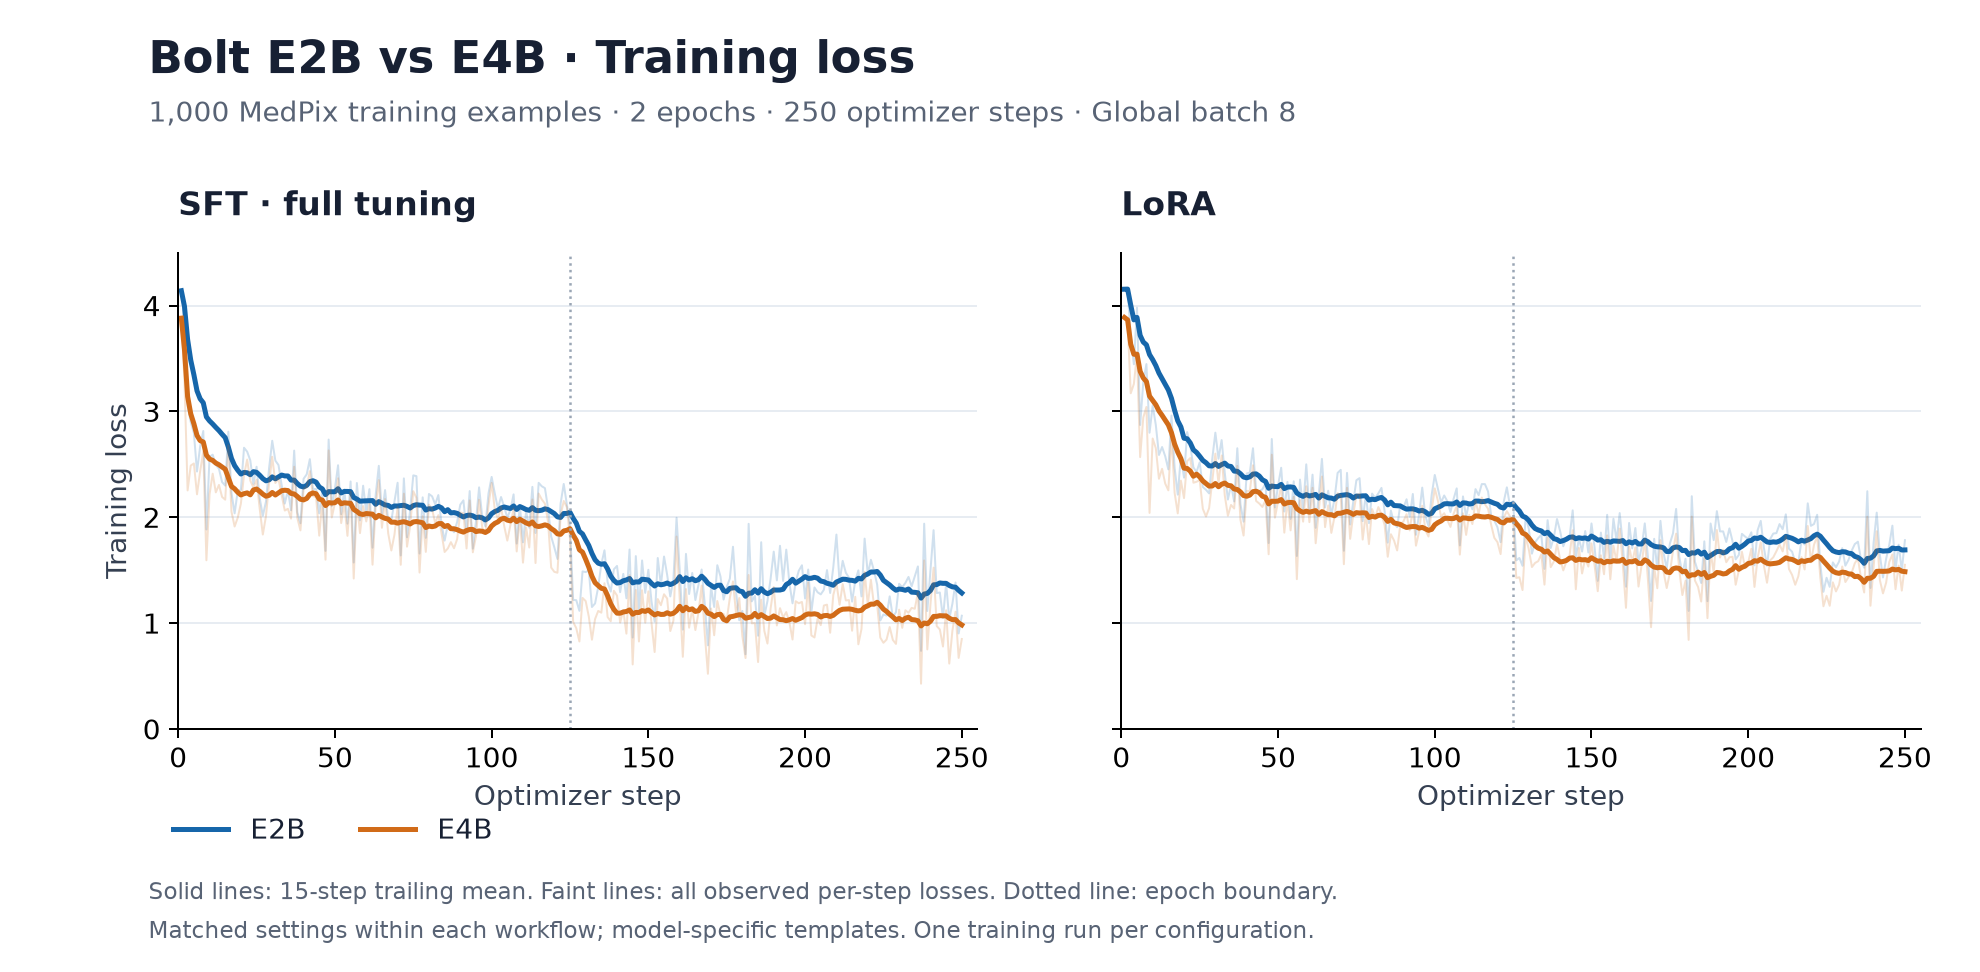 Bolt E2B vs E4B · Training loss
1,000 MedPix training examples · 2 epochs · 250 optimizer steps · Global batch 8
SFT · full tuning
Training loss
4
3
2
1
0
0 50 100 150 200 250
Optimizer step
E2B E4B
LoRA
0 50 100 150 200 250
Optimizer step
Solid lines: 15-step trailing mean. Faint lines: all observed per-step losses. Dotted line: epoch boundary.
Matched settings within each workflow; model-specific templates. One training run per configuration.